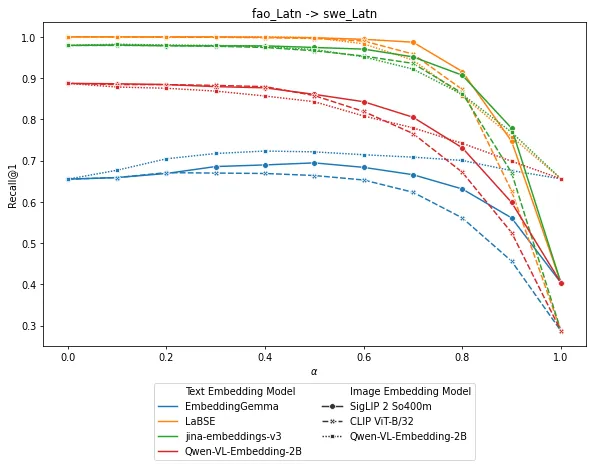 fao_Latn -> swe_Latn
1.0
0.9
0.8
0.7
0.6
0.5
0.4
0.3
Recall@1
0.0 0.2 0.4 0.6 0.8 1.0
α
Text Embedding Model Image Embedding Model
EmbeddingGemma SigLIP 2 So400m
LaBSE CLIP ViT-B/32
jina-embeddings-v3 Qwen-VL-Embedding-2B
Qwen-VL-Embedding-2B